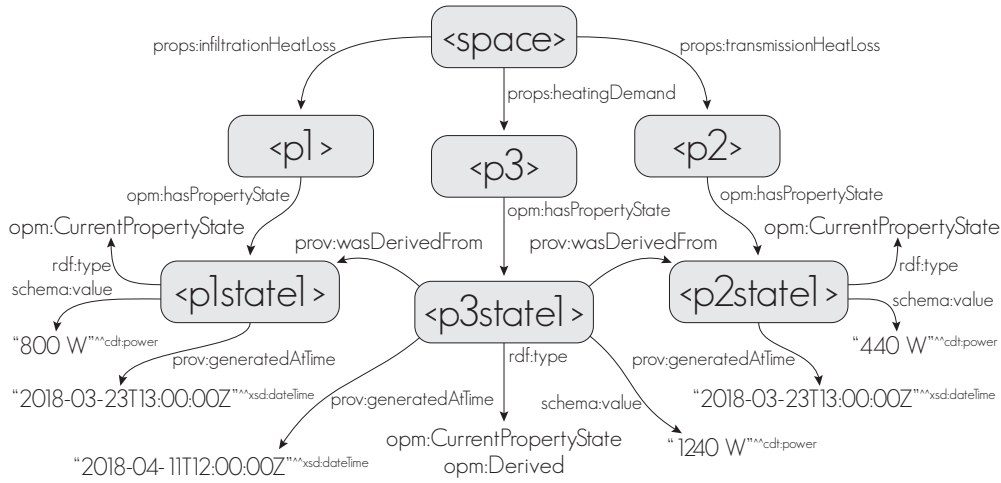 <space>
props:infiltrationHeatLoss
props:transmissionHeatLoss
props:heatingDemand
<p1>
<p3>
<p2>
opm:hasPropertyState
opm:hasPropertyState
opm:hasPropertyState
opm:CurrentPropertyState
opm:CurrentPropertyState
prov:wasDerivedFrom
prov:wasDerivedFrom
rdf:type
rdf:type
<p1state1>
<p3state1>
<p2state1>
schema:value
schema:value
"800 W"^^cdt:power
"440 W"^^cdt:power
prov:generatedAtTime
rdf:type
prov:generatedAtTime
"2018-03-23T13:00:00Z"^^xsd:dateTime
prov:generatedAtTime
schema:value
"2018-03-23T13:00:00Z"^^xsd:dateTime
opm:CurrentPropertyState
opm:Derived
"1240 W"^^cdt:power
"2018-04-11T12:00:00Z"^^xsd:dateTime